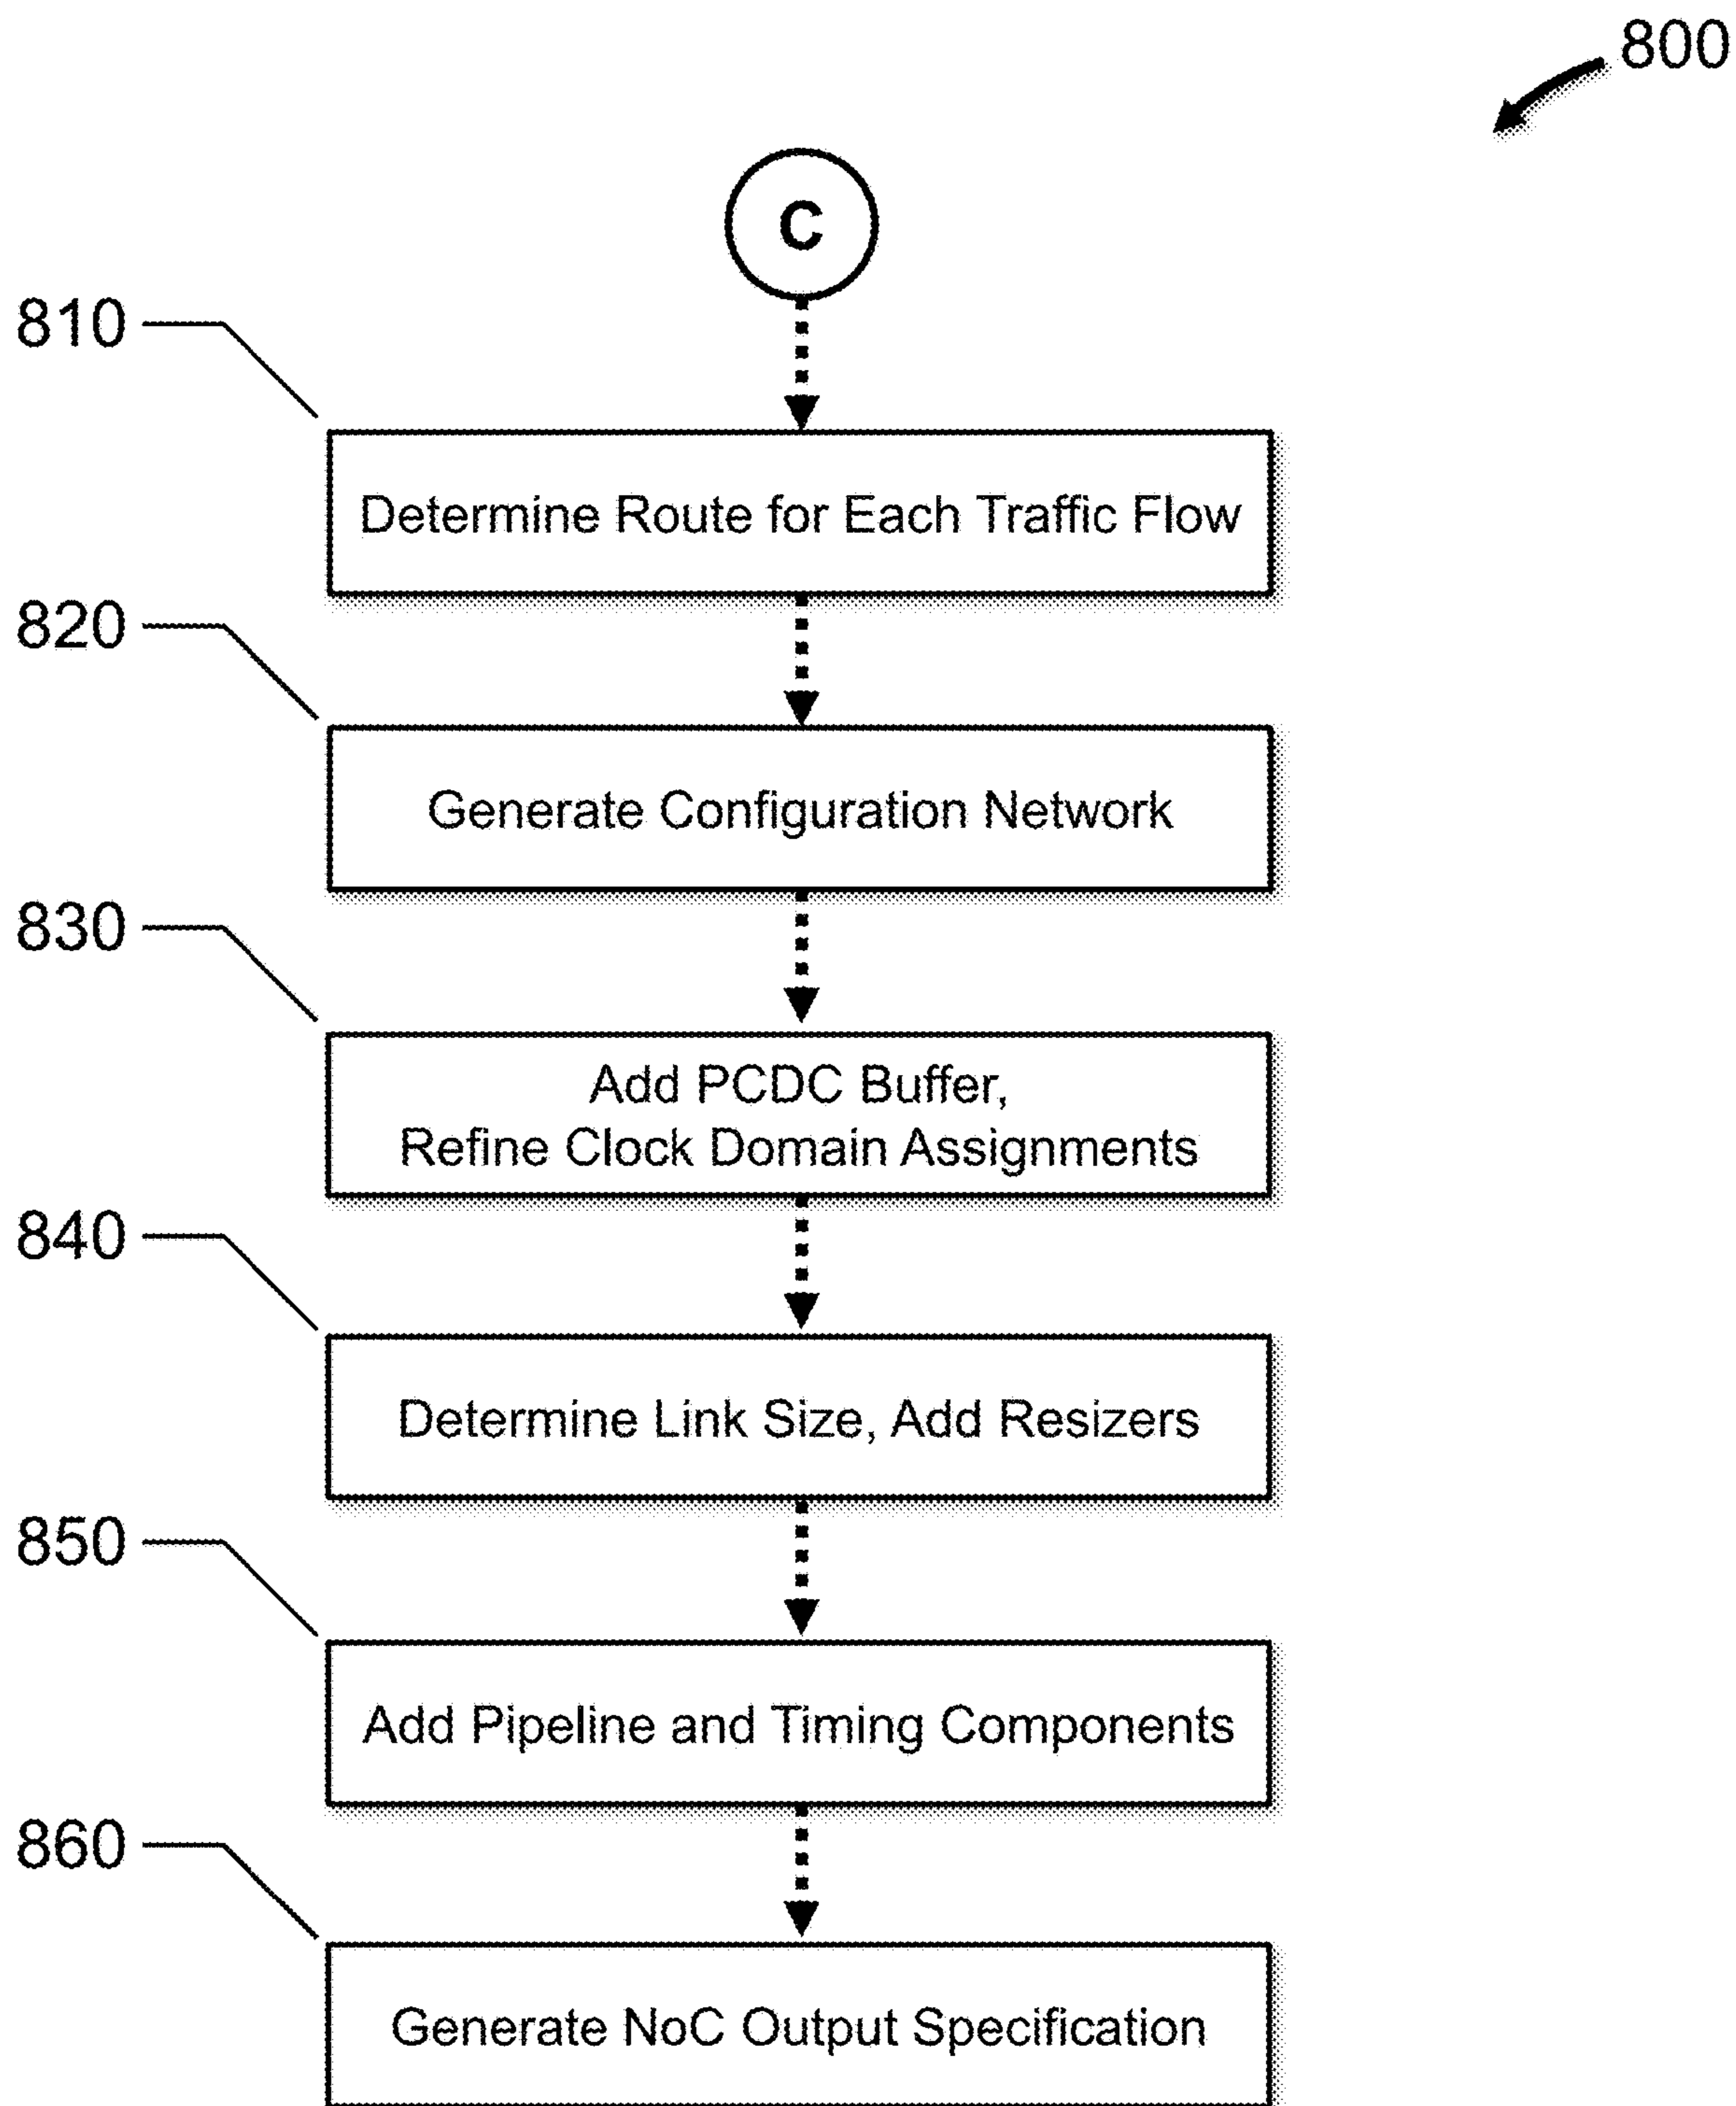 800
C
810
Determine Route for Each Traffic Flow
820
Generate Configuration Network
830
Add PCDC Buffer,
Refine Clock Domain Assignments
840
Determine Link Size, Add Resizers
850
Add Pipeline and Timing Components
860
Generate NoC Output Specification